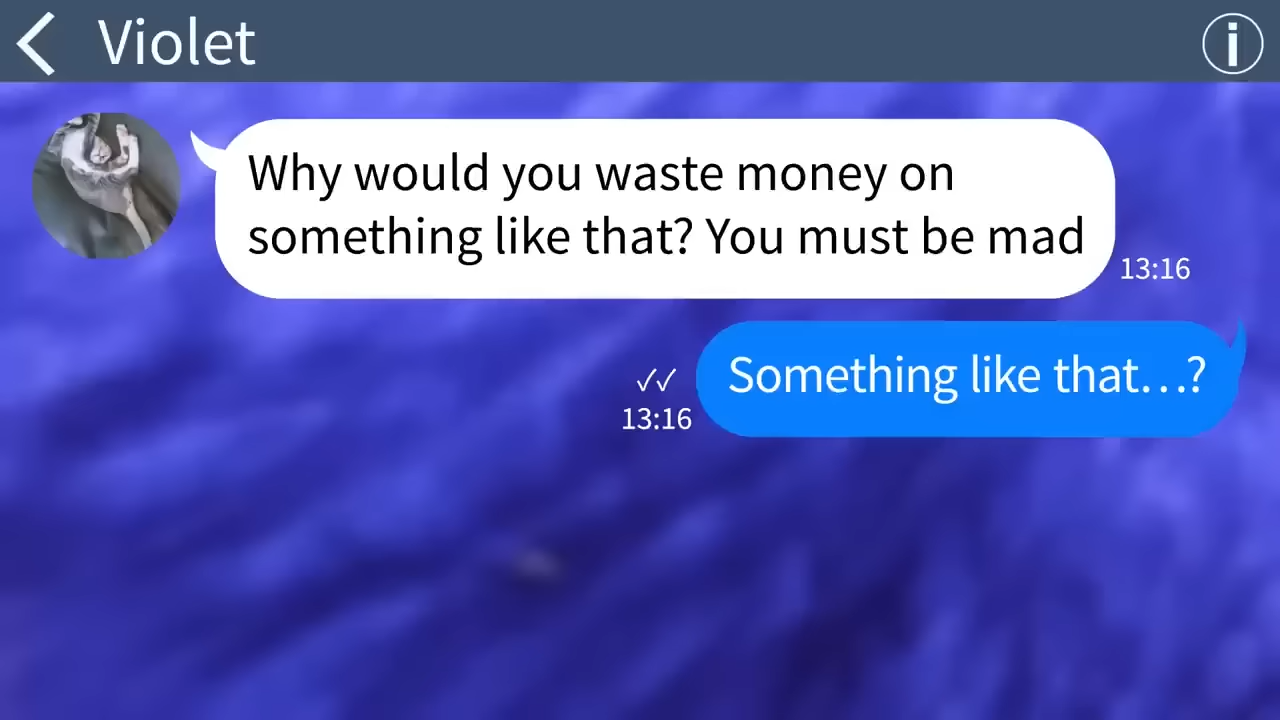 Violet
Why would you waste money on
something like that? You must be mad
13:16
Something like that…?
✓✓
13:16